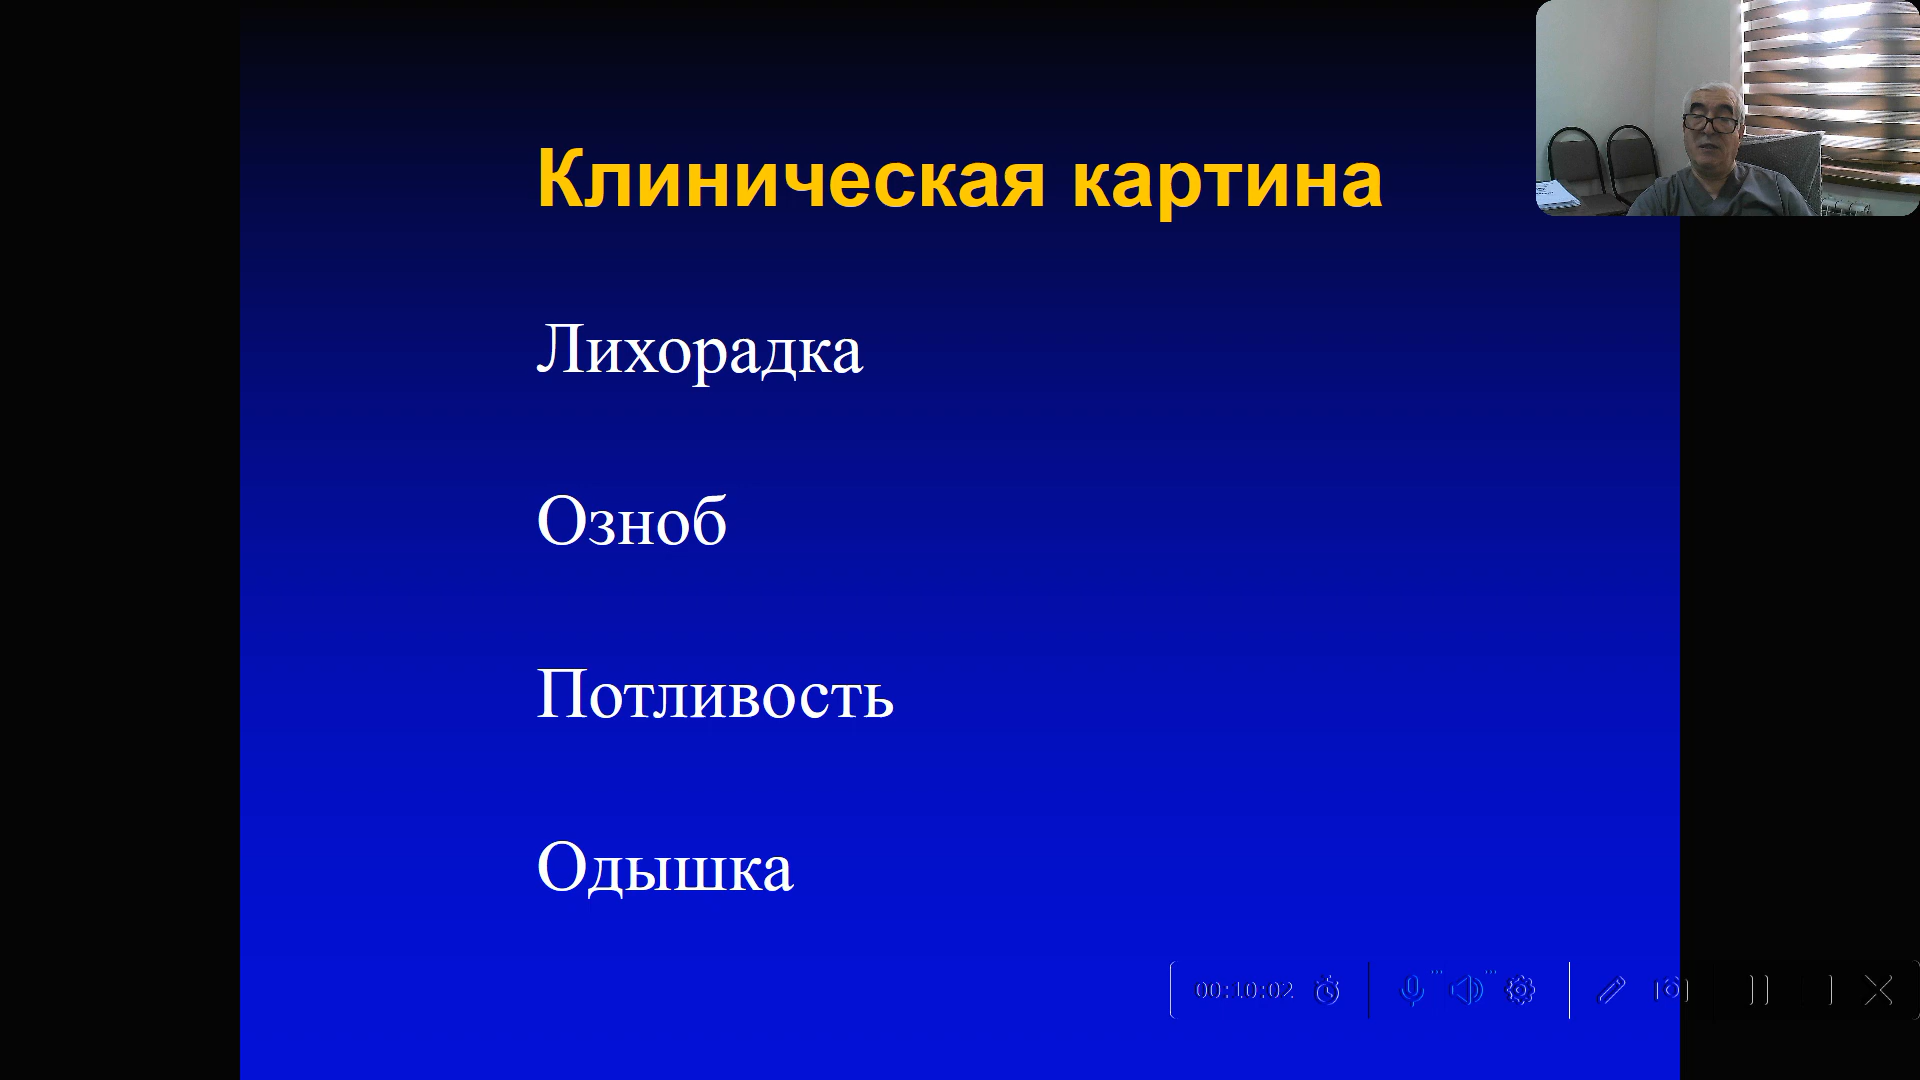 Клиническая картина
Лихорадка
Озноб
Потливость
Одышка
00:10:02